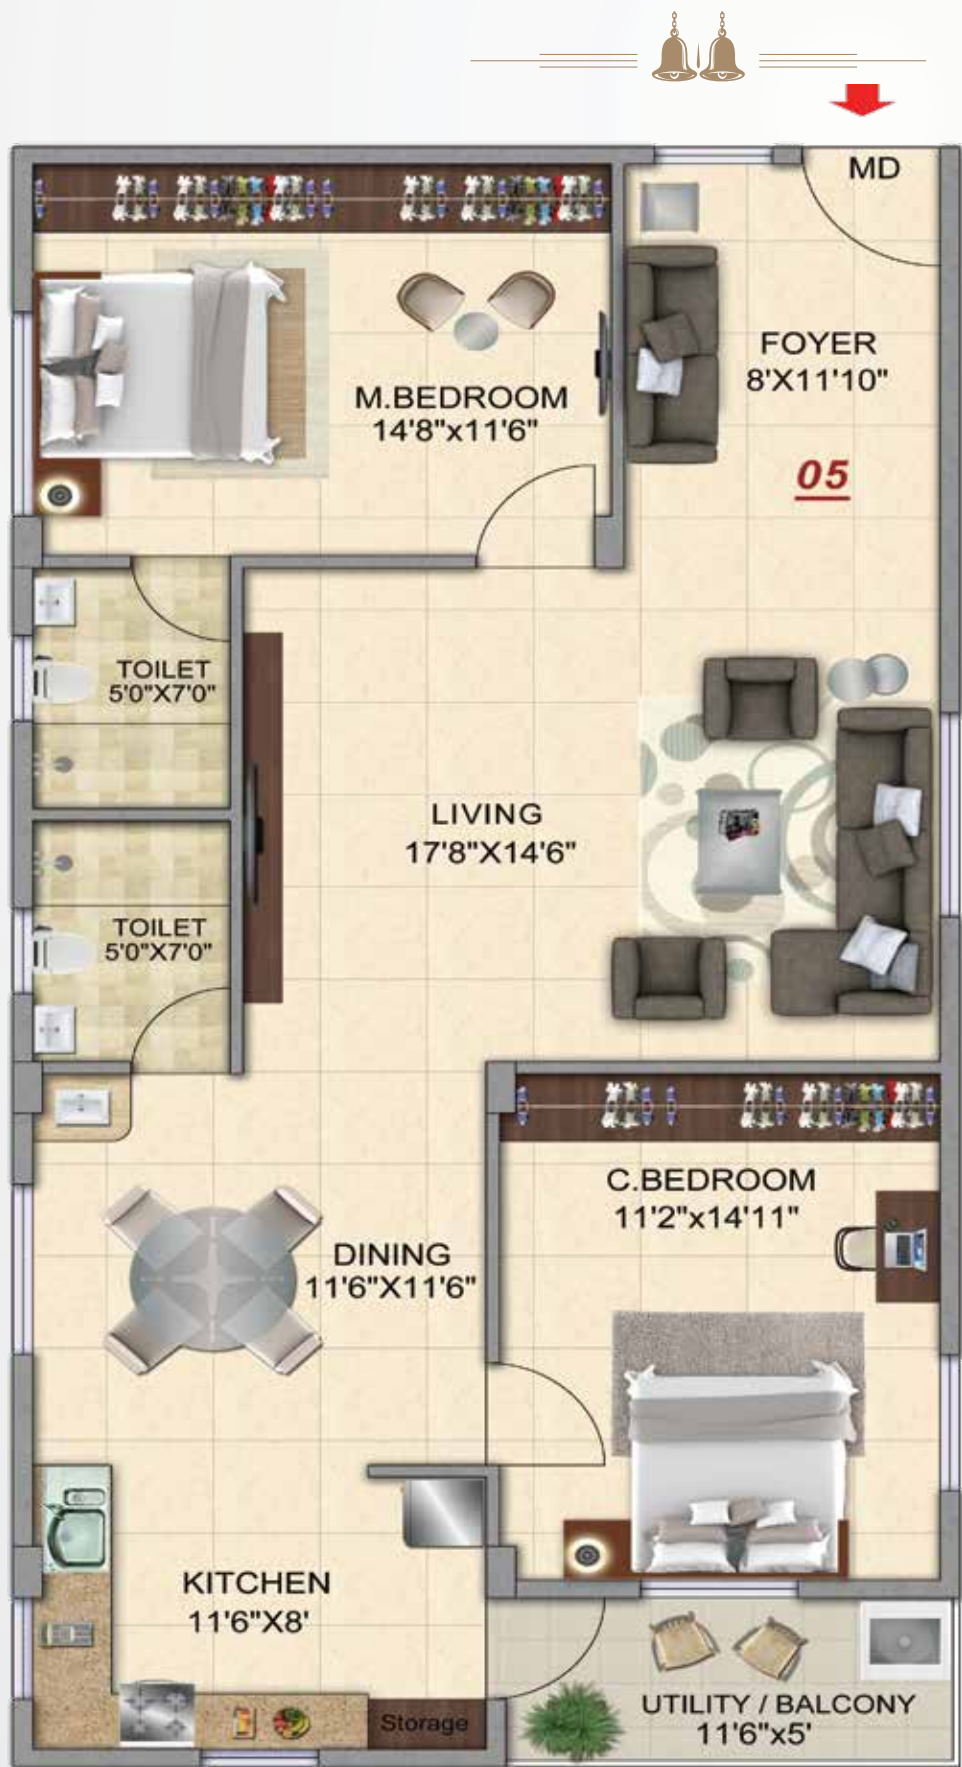 MD
FOYER
8'X11'10"
05
M.BEDROOM
14'8"x11'6"
TOILET
5'0"X7'0"
LIVING
17'8"X14'6"
TOILET
5'0"X7'0"
C.BEDROOM
11'2"x14'11"
DINING
11'6"X11'6"
KITCHEN
11'6"X8'
Storage
UTILITY / BALCONY
11'6"x5'